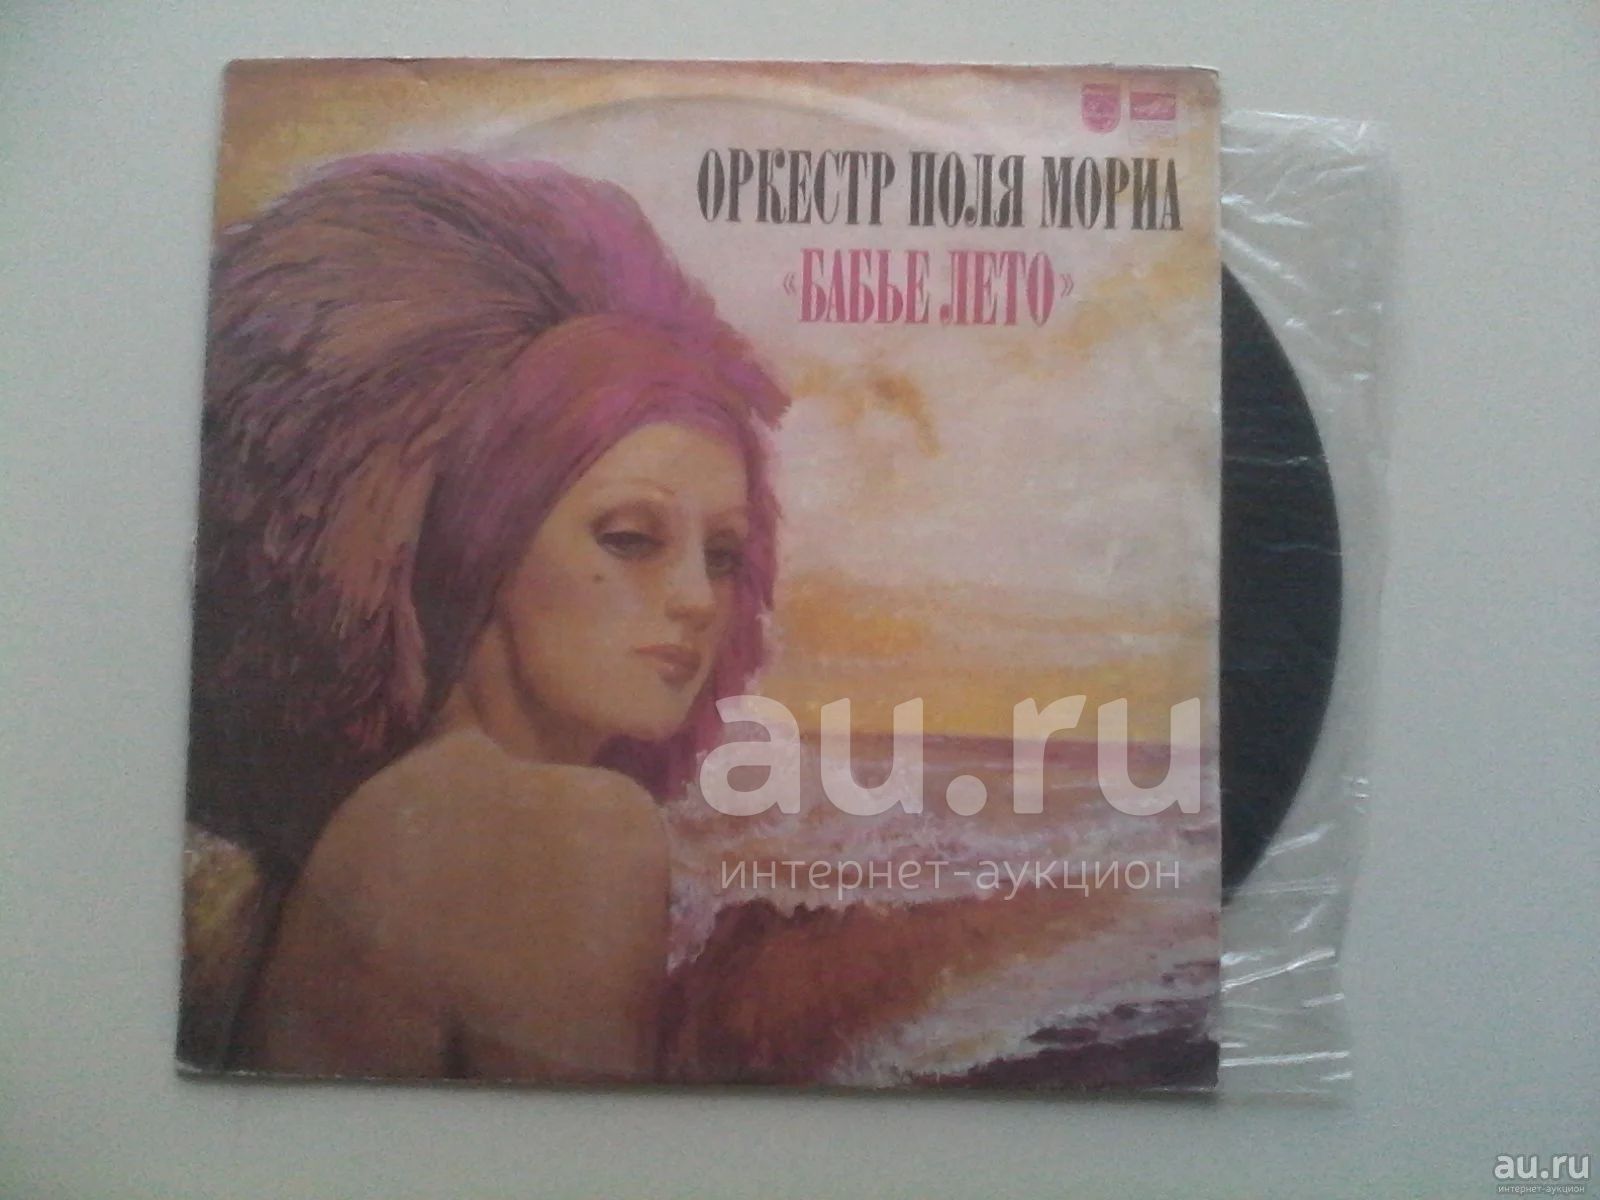 ОРКЕСТР ПОЛЯ МОРИА
«БАБЬЕ ЛЕТО»
au.ru
интернет-аукцион
au.ru
интернет-аукцион